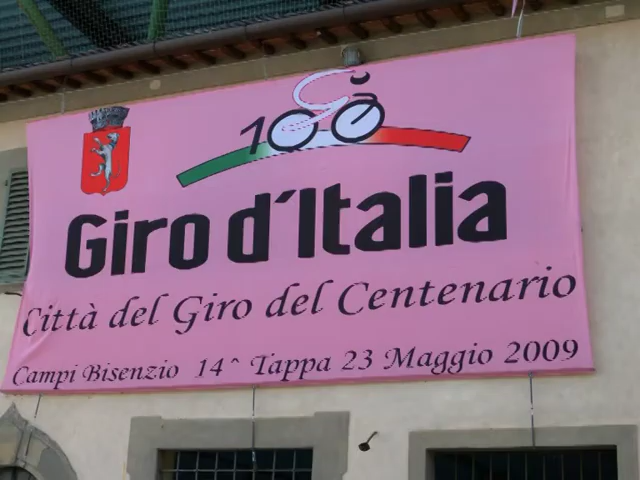 100
Giro d'Italia
Città del Giro del Centenario
Campi Bisenzio 14^ Tappa 23 Maggio 2009